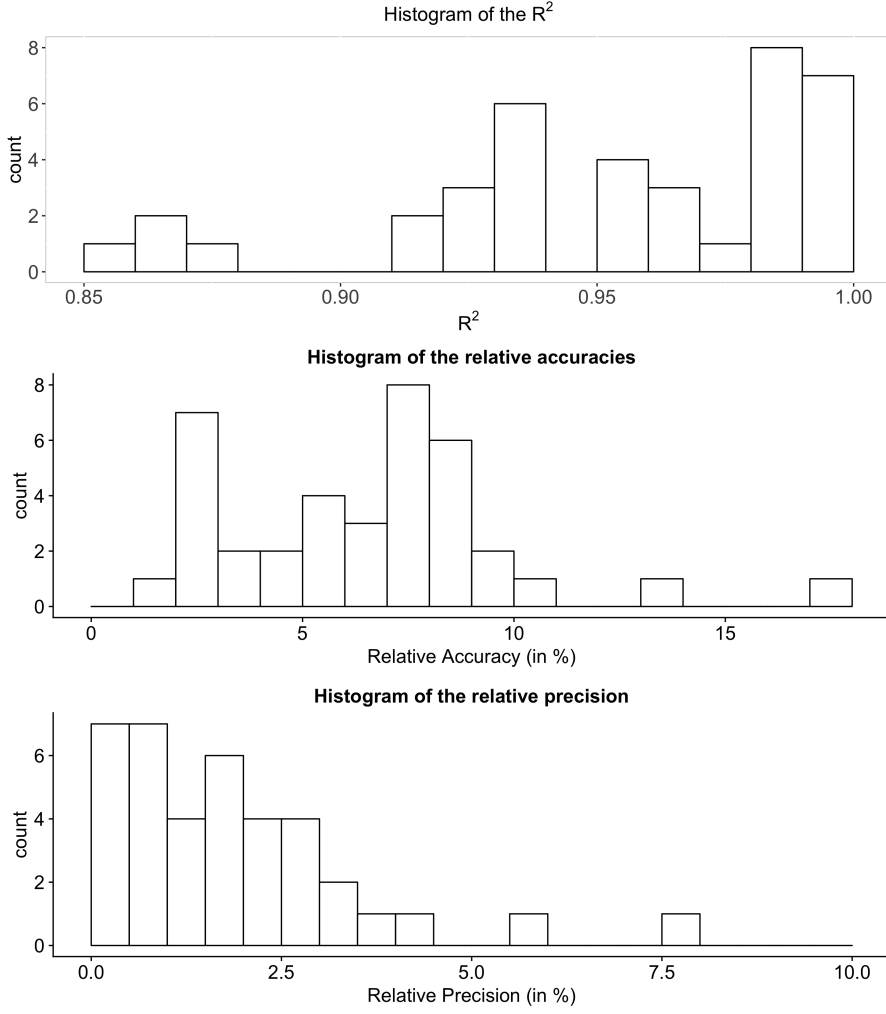 Histogram of the R²
count
8
6
4
2
0
0.85 0.90 0.95 1.00
R²
Histogram of the relative accuracies
count
8
6
4
2
0
0 5 10 15
Relative Accuracy (in %)
Histogram of the relative precision
count
6
4
2
0
0.0 2.5 5.0 7.5 10.0
Relative Precision (in %)